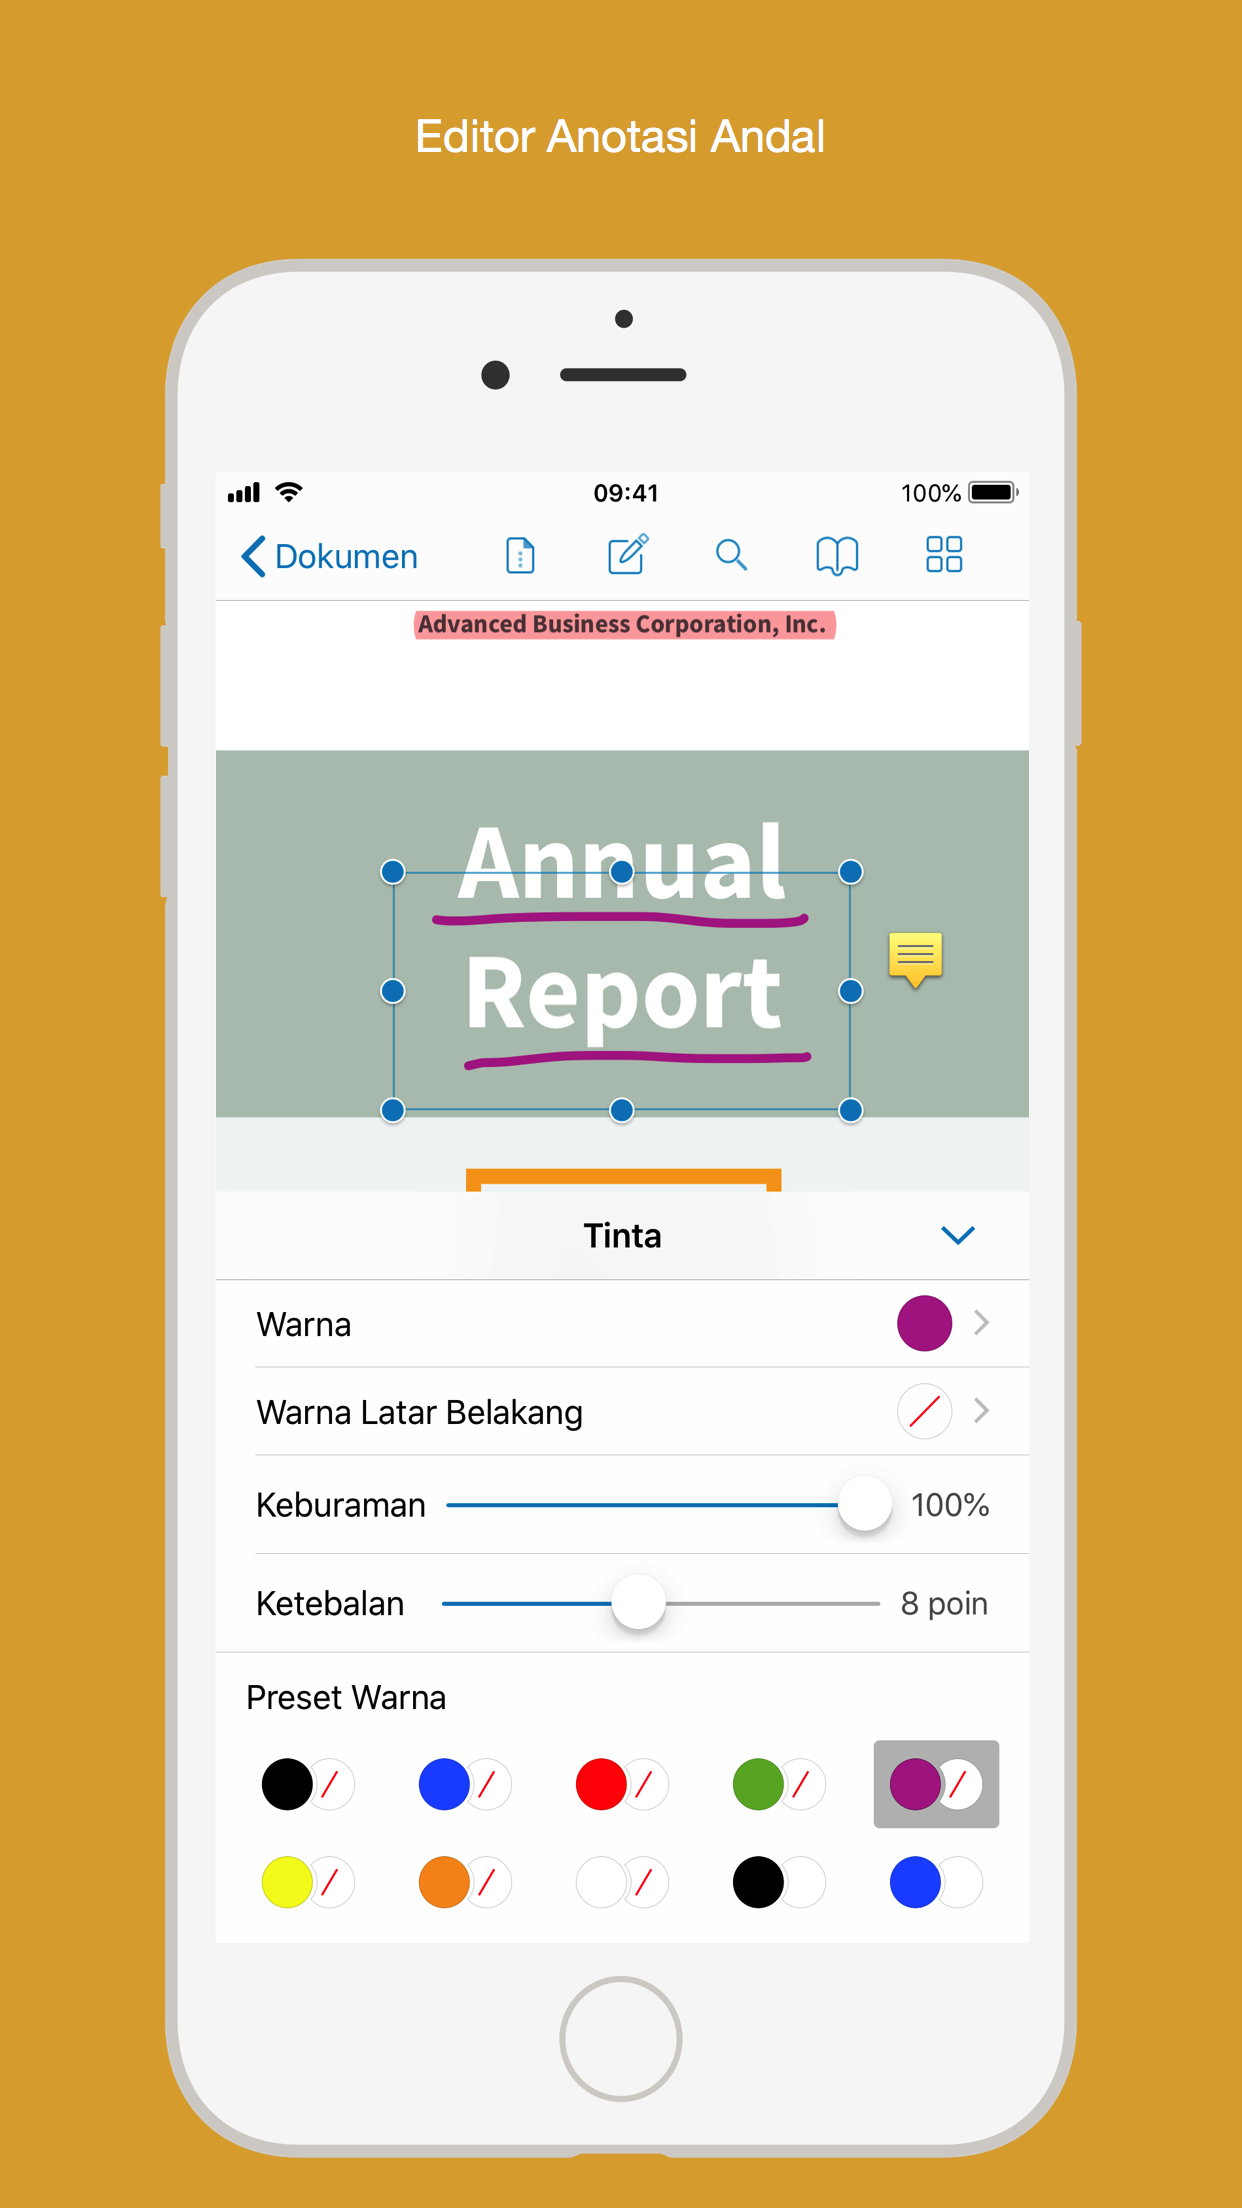 Editor Anotasi Andal
09:41
100%
Dokumen
Advanced Business Corporation, Inc.
Annual
Report
Tinta
Warna
Warna Latar Belakang
Keburaman 100%
Ketebalan 8 poin
Preset Warna